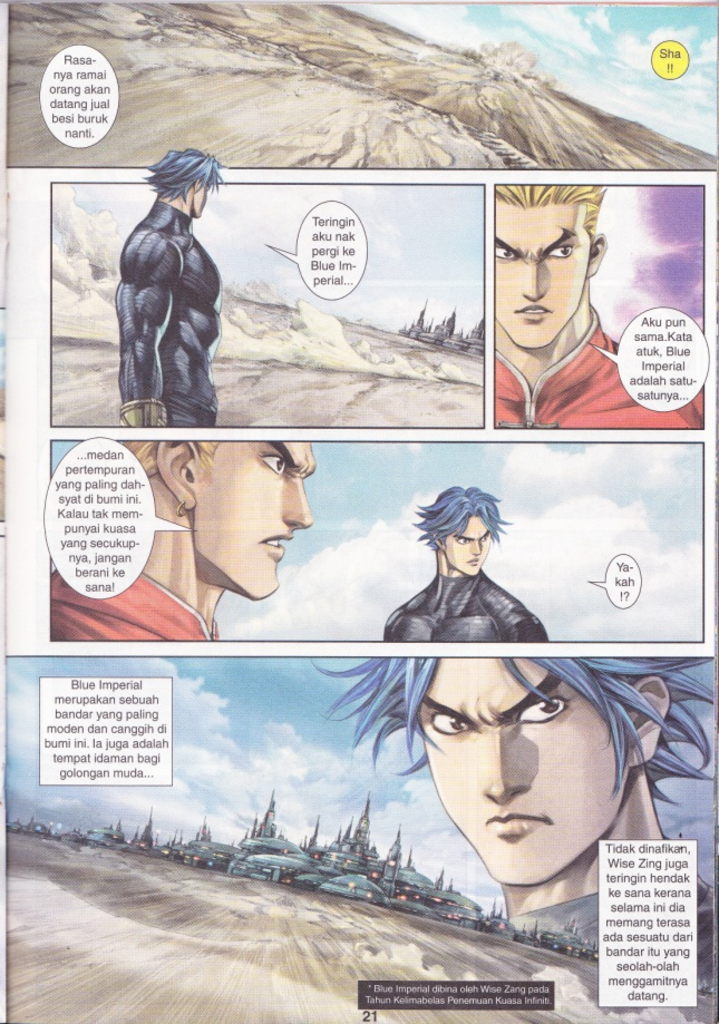 Rasa-
nya ramai
orang akan
datang jual
besi buruk
nanti.
Sha
!!
Teringin
aku nak
pergi ke
Blue Im-
perial...
Aku pun
sama.Kata
atuk, Blue
Imperial
adalah satu-
satunya...
...medan
pertempuran
yang paling dah-
syat di bumi ini.
Kalau tak mem-
punyai kuasa
yang secukup-
nya, jangan
berani ke
sana!
Ya-
kah
!?
Blue Imperial
merupakan sebuah
bandar yang paling
moden dan canggih di
bumi ini. Ia juga adalah
tempat idaman bagi
golongan muda...
Tidak dinafikan,
Wise Zing juga
teringin hendak
ke sana kerana
selama ini dia
memang terasa
ada sesuatu dari
bandar itu yang
seolah-olah
menggamitnya
datang.
* Blue Imperial dibina oleh Wise Zang pada
Tahun Kelimabelas Penemuan Kuasa Infiniti.
21